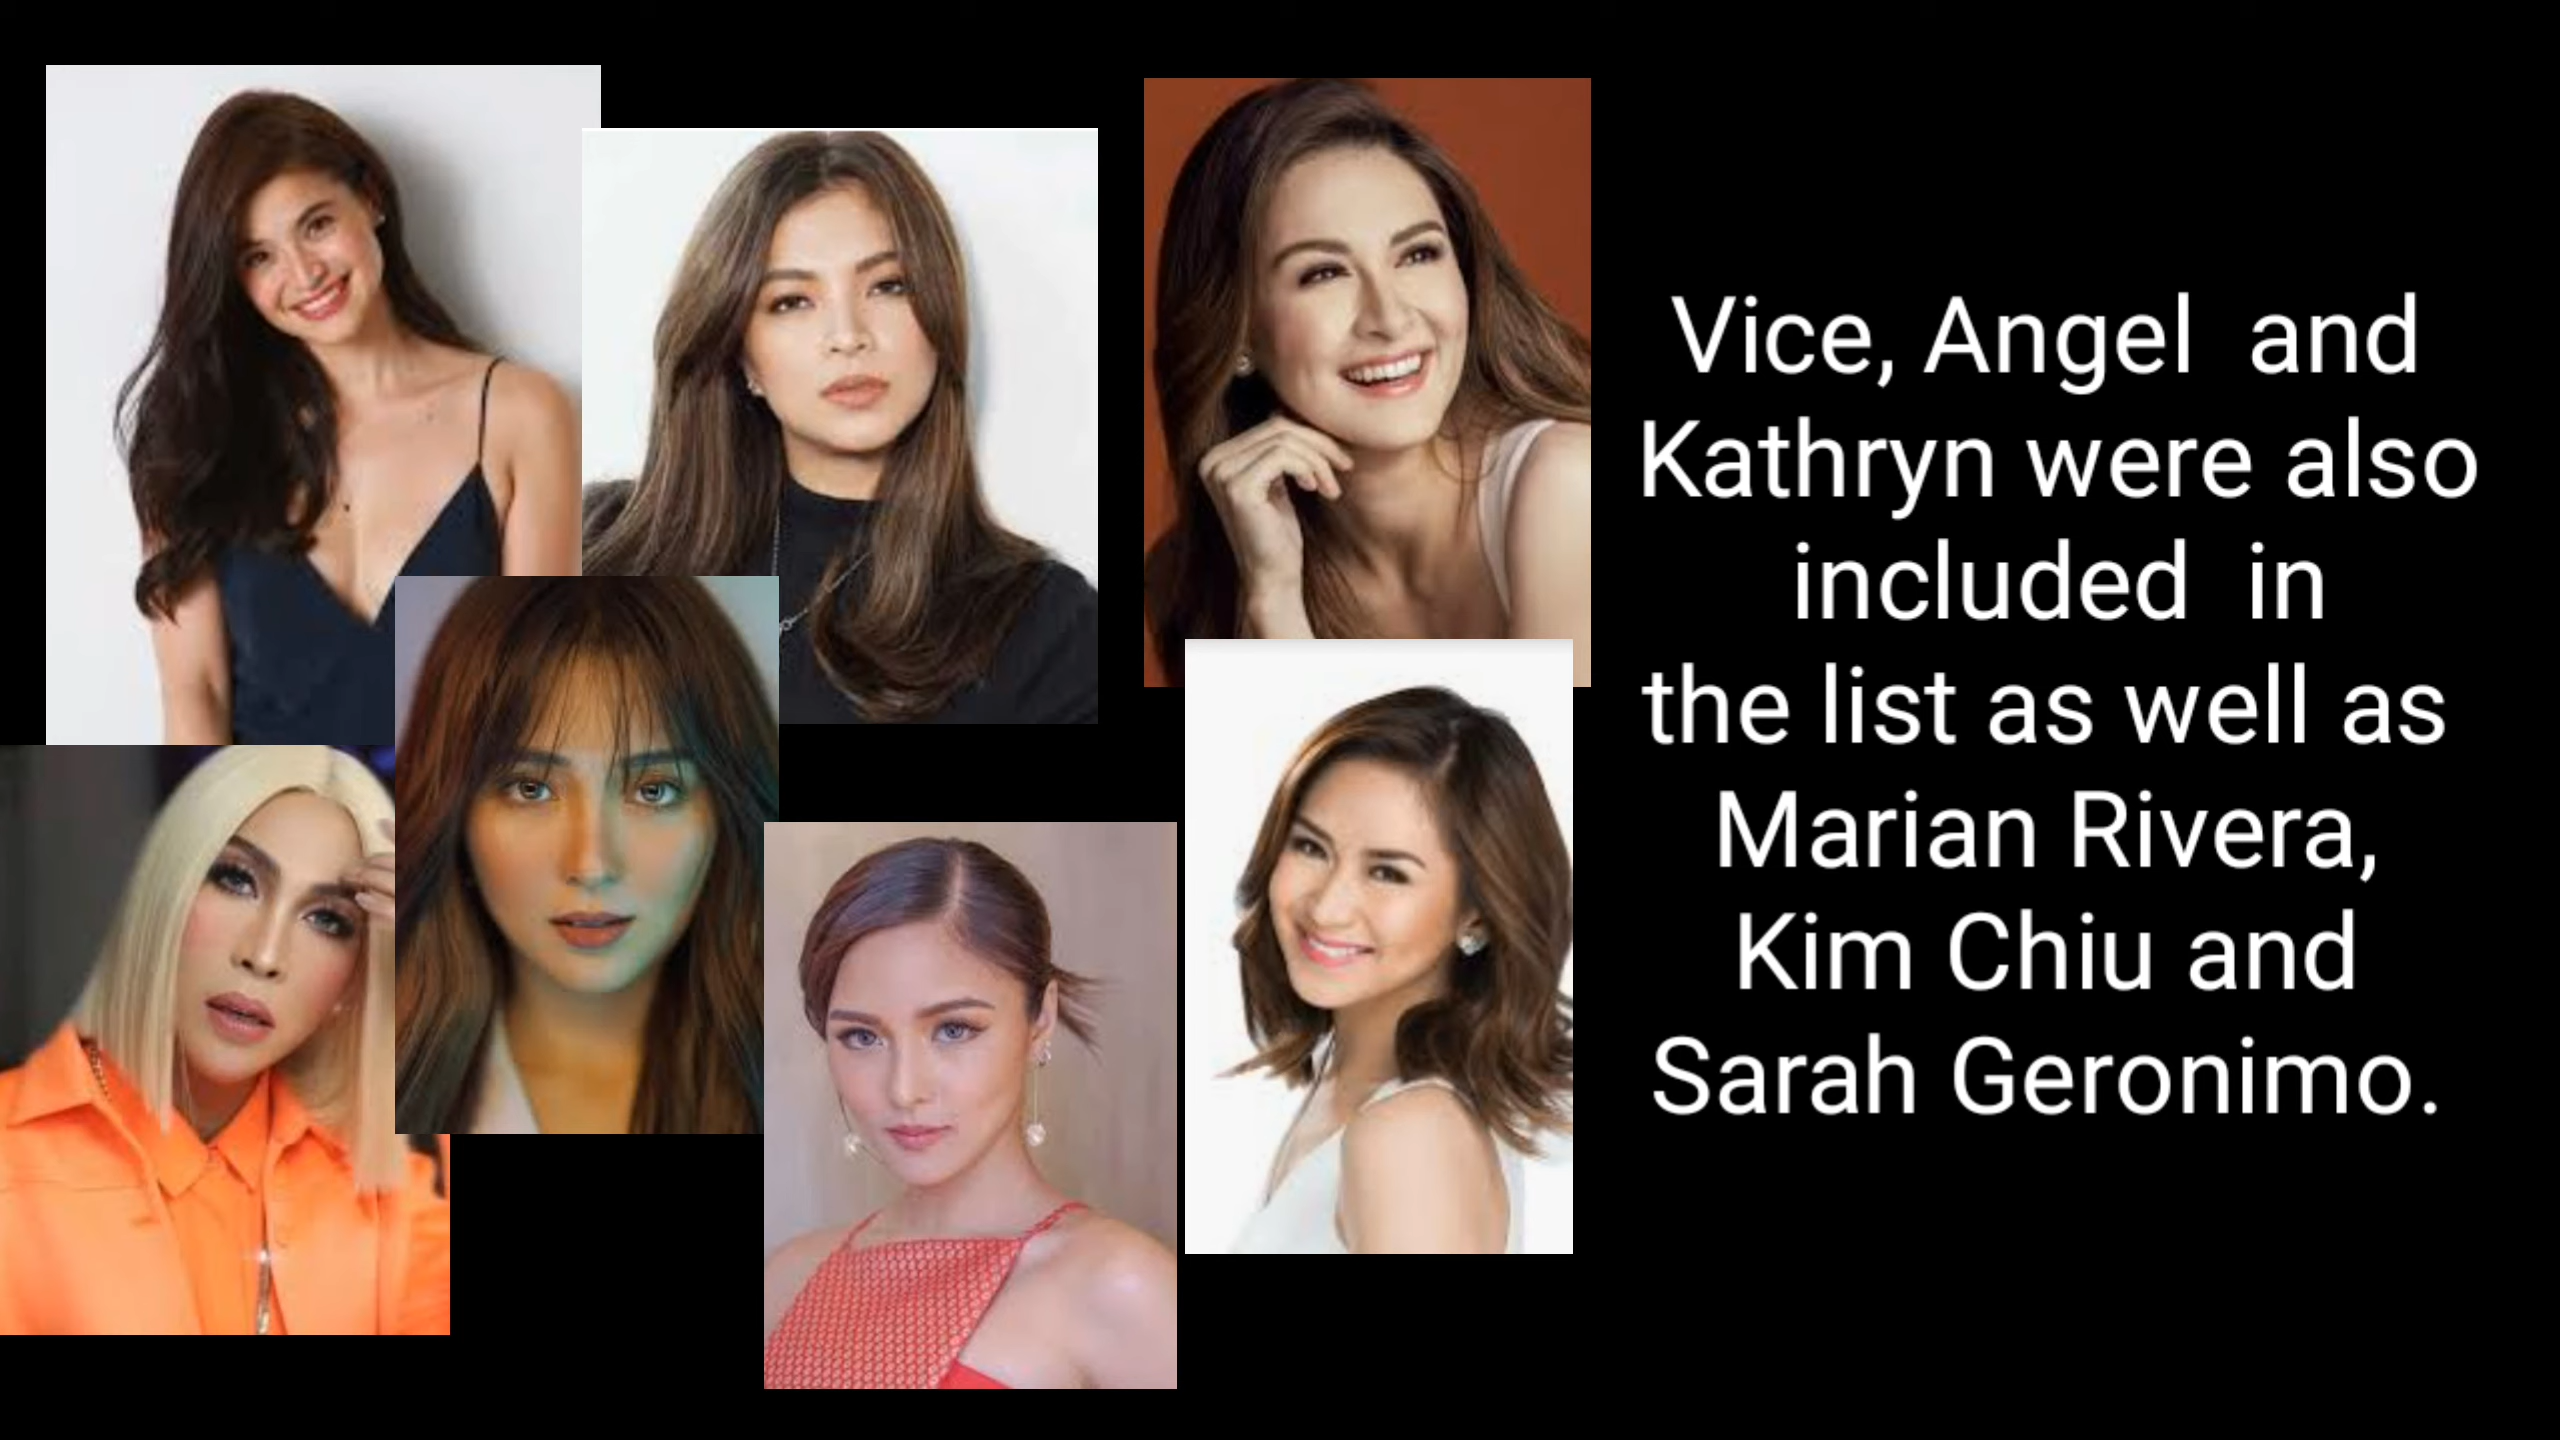 Vice, Angel  and
Kathryn were also
included  in
the list as well as
Marian Rivera,
Kim Chiu and
Sarah Geronimo.